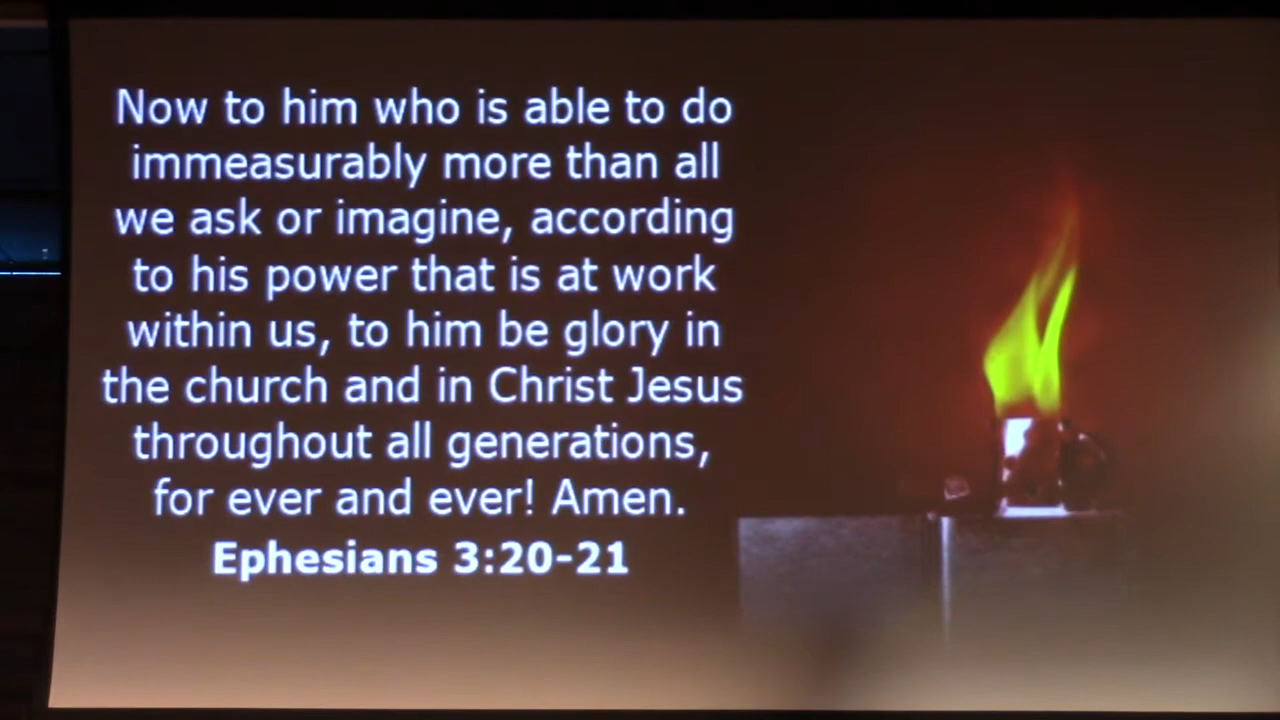 Now to him who is able to do
immeasurably more than all
we ask or imagine, according
to his power that is at work
within us, to him be glory in
the church and in Christ Jesus
throughout all generations,
for ever and ever! Amen.
Ephesians 3:20-21